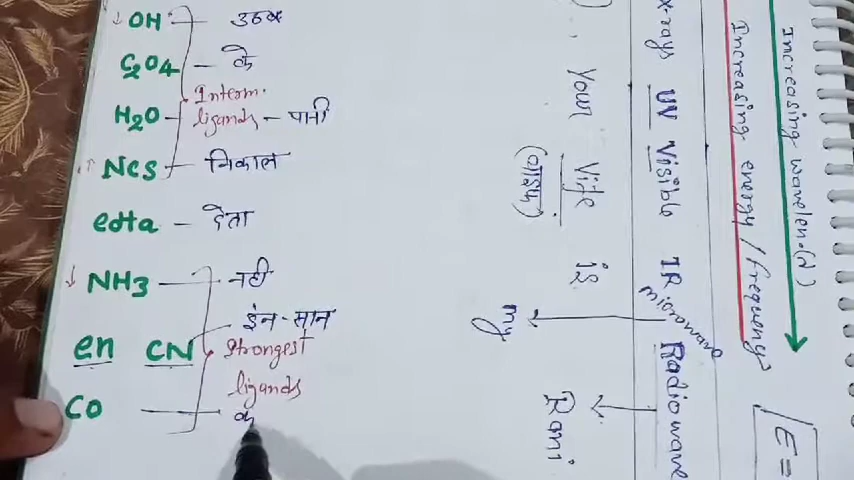 ↓ OH — उठकर
C2O4 — के
Interm.
H2O — ligands — पानी
↑ NCS — निकाल
edta — देता
↓ NH3 — नही
en CN — इंन-सान
Strongest
ligands
CO — क
Increasing wavelen.(λ)
Increasing energy/frequency
x-rays UV Visible IR microwave Radiowave
Your Vife is my Rani
(वाइफ)
E=